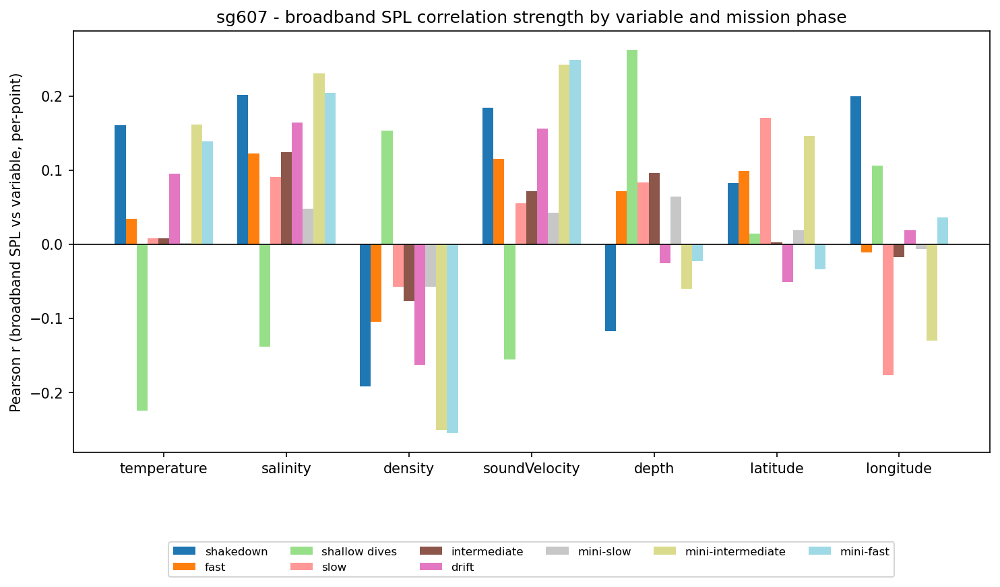 sg607 - broadband SPL correlation strength by variable and mission phase
Pearson r (broadband SPL vs variable, per-point)
0.2
0.1
0.0
−0.1
−0.2
temperature salinity density soundVelocity depth latitude longitude
shakedown shallow dives intermediate mini-slow mini-intermediate mini-fast
fast slow drift